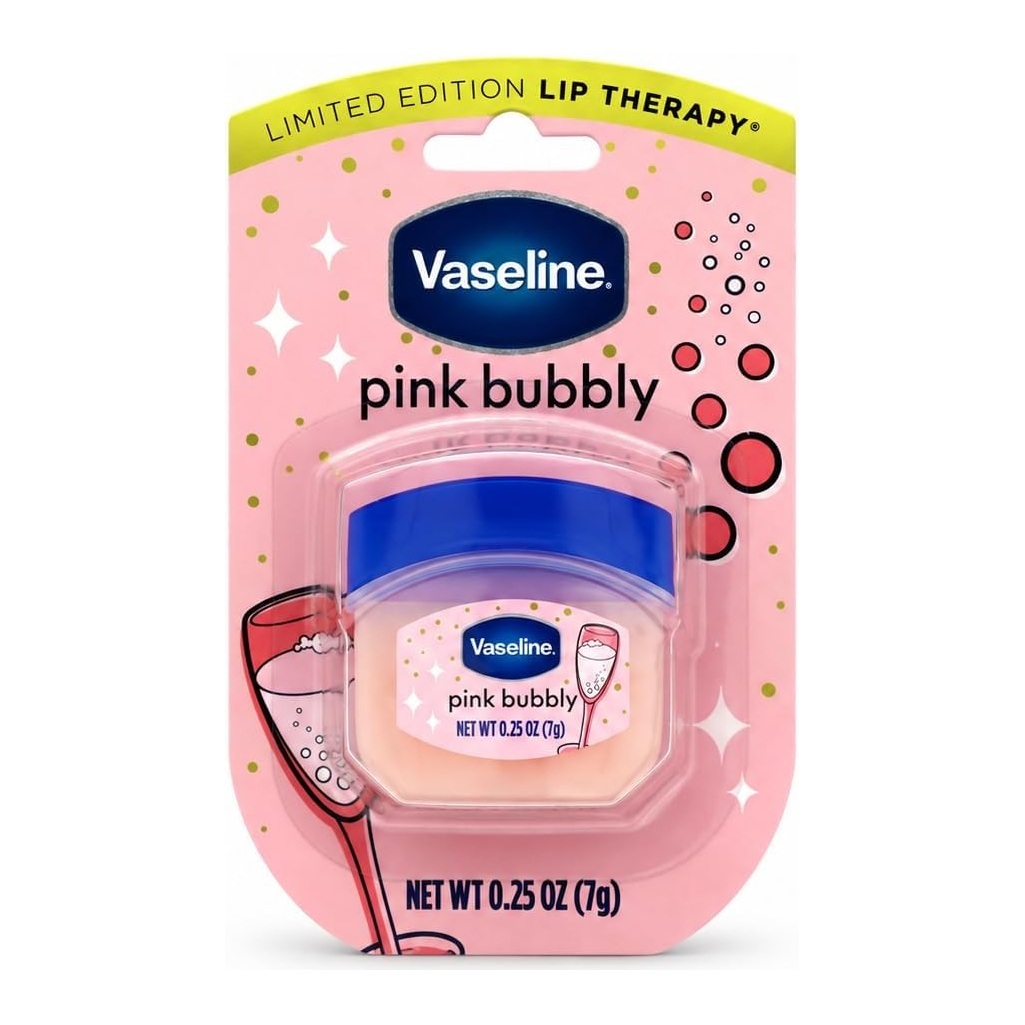 LIMITED EDITION LIP THERAPY®
Vaseline®
pink bubbly
Vaseline.
pink bubbly
NET WT 0.25 OZ (7g)
NET WT 0.25 OZ (7g)